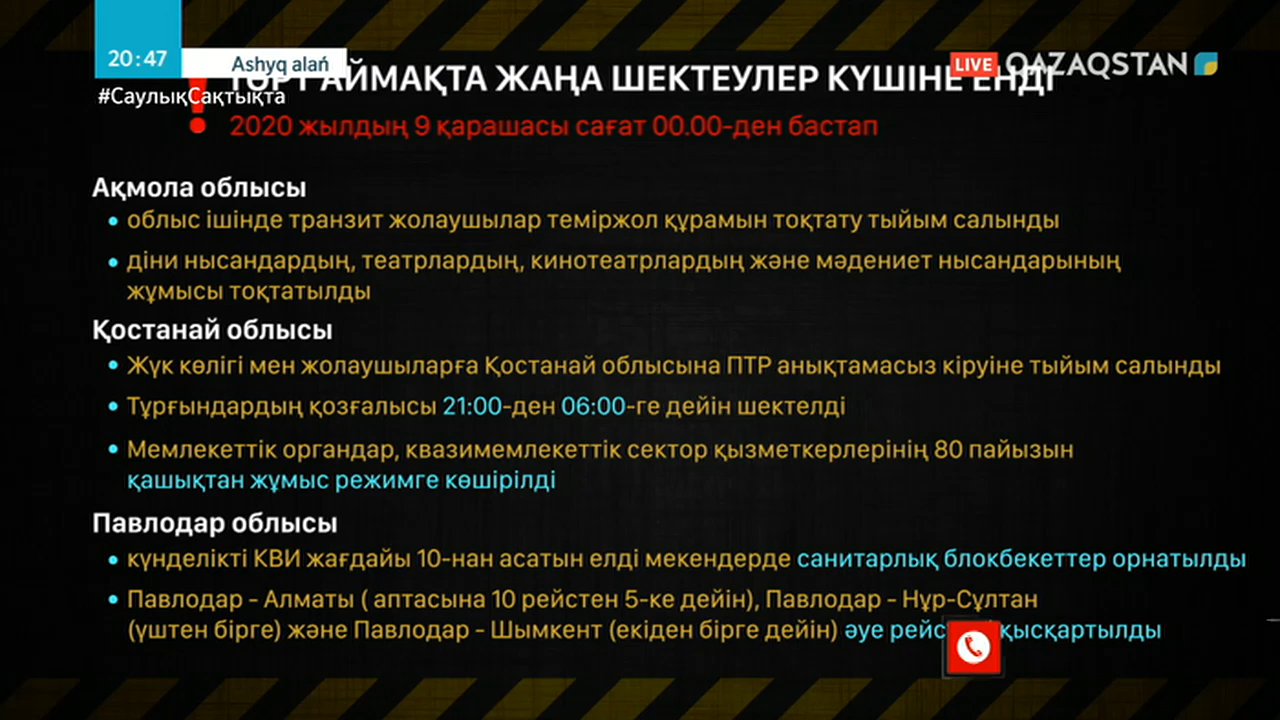 20:47
Ashyq alań
LIVE QAZAQSTAN
АЙМАҚТА ЖАҢА ШЕКТЕУЛЕР КҮШІНЕ ЕНДІ
#СаулықСақтықта
2020 жылдың 9 қарашасы сағат 00.00-ден бастап
Ақмола облысы
облыс ішінде транзит жолаушылар теміржол құрамын тоқтату тыйым салынды
діни нысандардың, театрлардың, кинотеатрлардың және мәдениет нысандарының
жұмысы тоқтатылды
Қостанай облысы
Жүк көлігі мен жолаушыларға Қостанай облысына ПТР анықтамасыз кіруіне тыйым салынды
Тұрғындардың қозғалысы 21:00-ден 06:00-ге дейін шектелді
Мемлекеттік органдар, квазимемлекеттік сектор қызметкерлерінің 80 пайызын
қашықтан жұмыс режимге көшірілді
Павлодар облысы
күнделікті КВИ жағдайы 10-нан асатын елді мекендерде санитарлық блокбекеттер орнатылды
Павлодар - Алматы ( аптасына 10 рейстен 5-ке дейін), Павлодар - Нұр-Сұлтан
(үштен бірге) және Павлодар - Шымкент (екіден бірге дейін) әуе қысқартылды